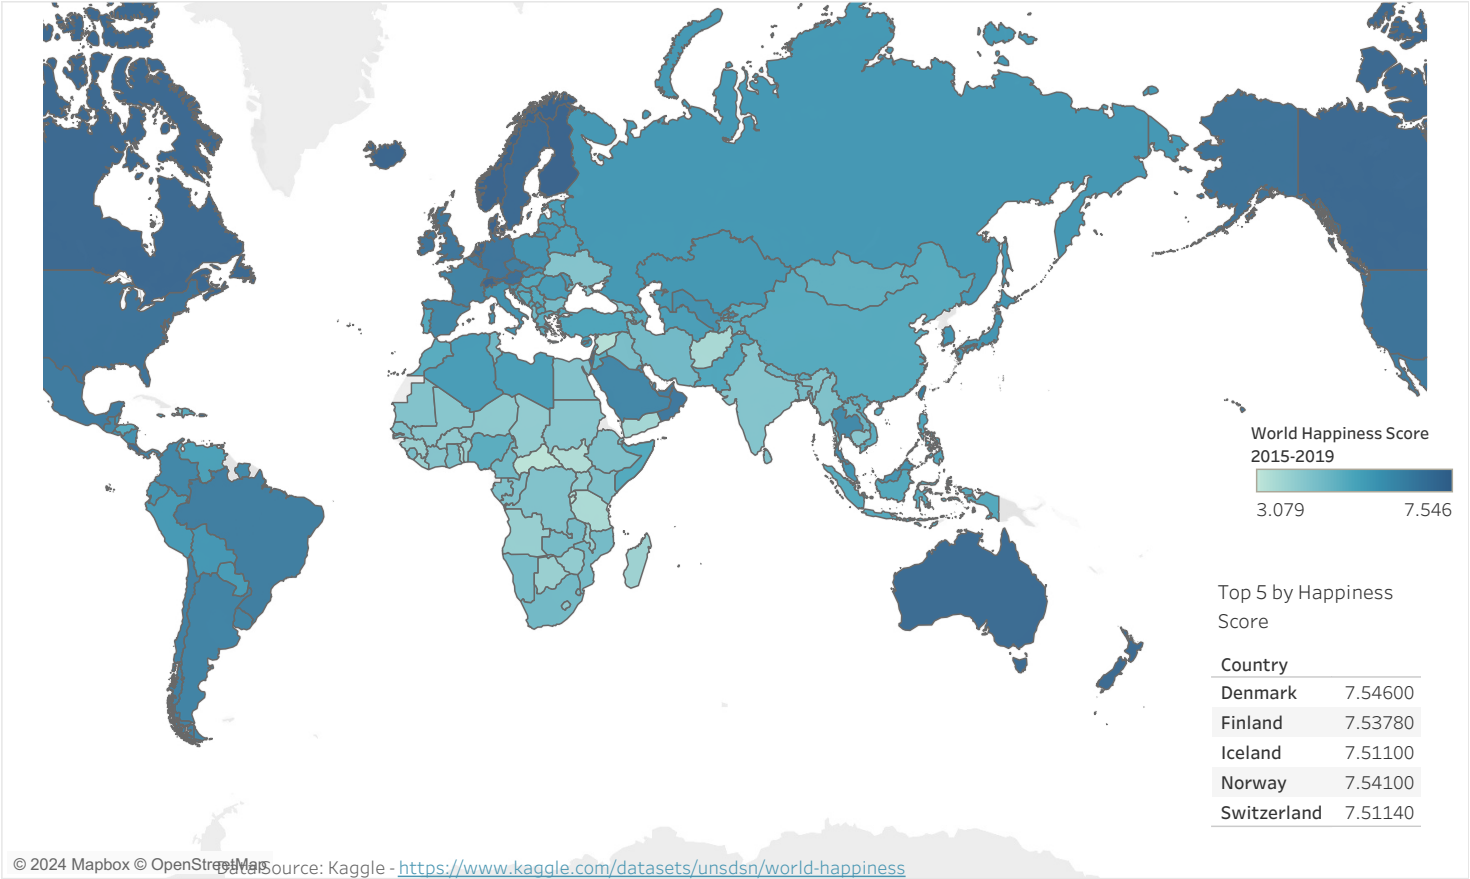 World Happiness Score
2015-2019
3.079 7.546
Top 5 by Happiness
Score
Country
Denmark 7.54600
Finland 7.53780
Iceland 7.51100
Norway 7.54100
Switzerland 7.51140
© 2024 Mapbox © OpenStreetMap
Data Source: Kaggle - https://www.kaggle.com/datasets/unsdsn/world-happiness